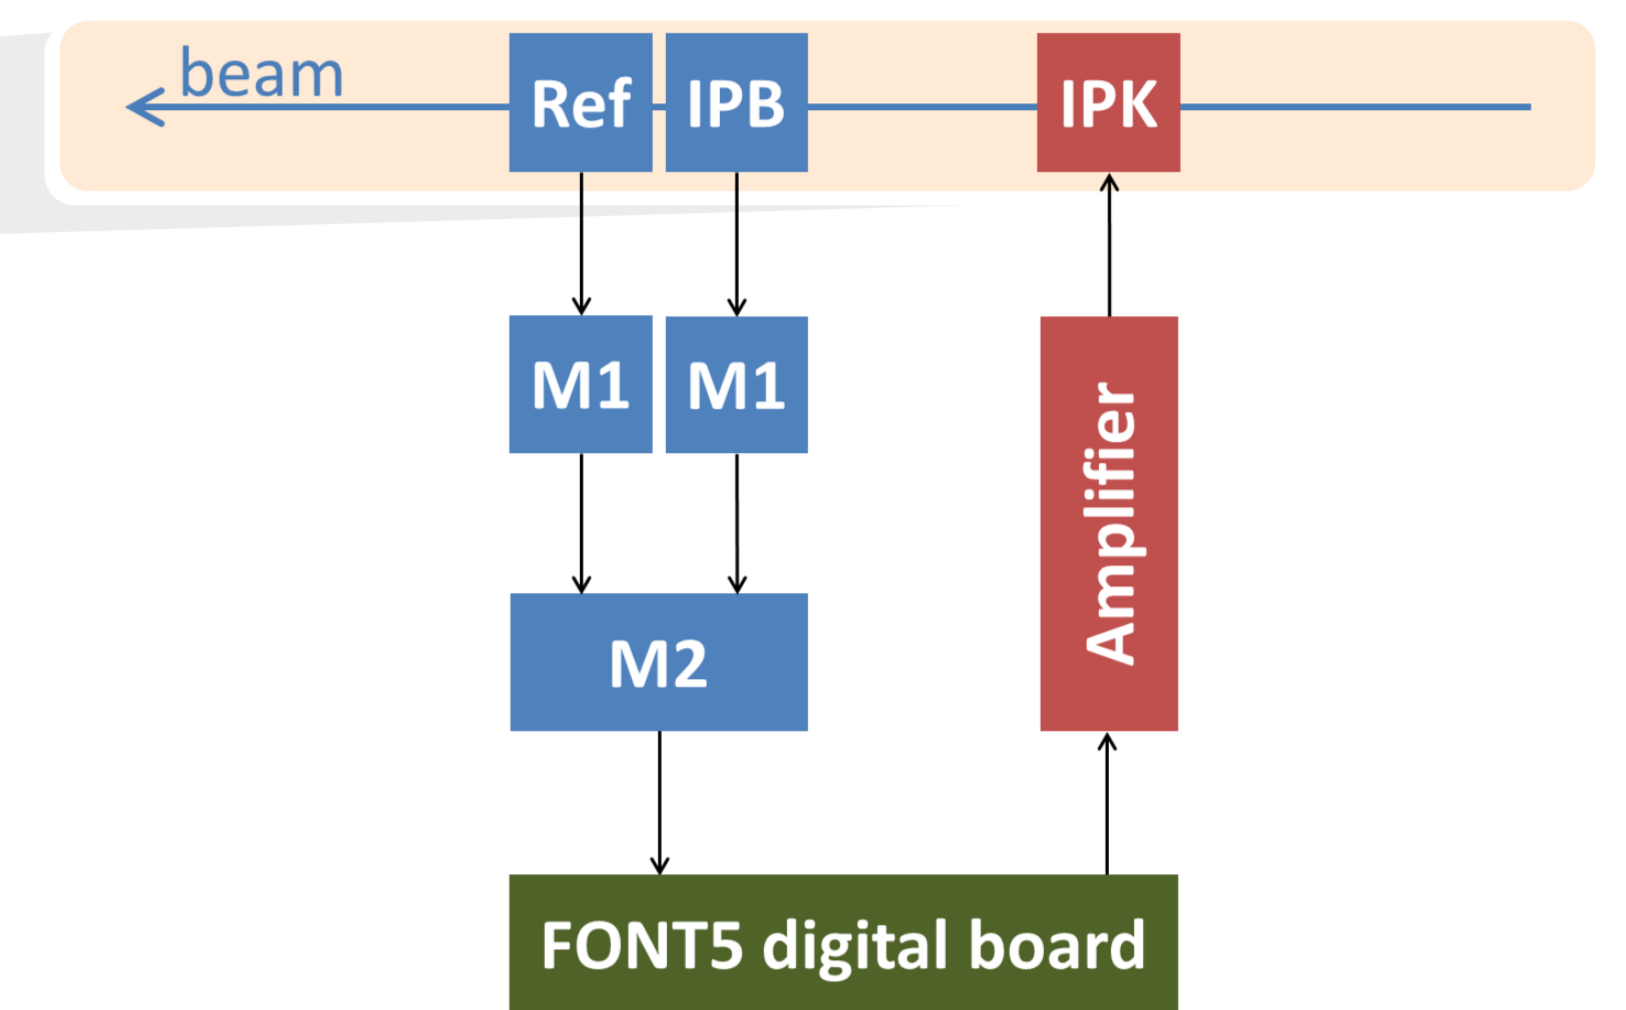 beam
Ref
IPB
IPK
M1
M1
Amplifier
M2
FONT5 digital board